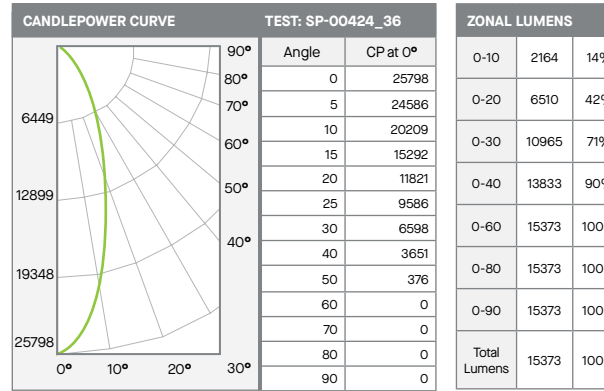 CANDLEPOWER CURVE
90°
80°
70°
60°
50°
40°
30°
6449
12899
19348
25798
0° 10° 20°
TEST: SP-00424_36
Angle CP at 0°
0 25798
5 24586
10 20209
15 15292
20 11821
25 9586
30 6598
40 3651
50 376
60 0
70 0
80 0
90 0
ZONAL LUMENS
0-10 2164 14%
0-20 6510 42%
0-30 10965 71%
0-40 13833 90%
0-60 15373 100
0-80 15373 100
0-90 15373 100
Total
Lumens 15373 100